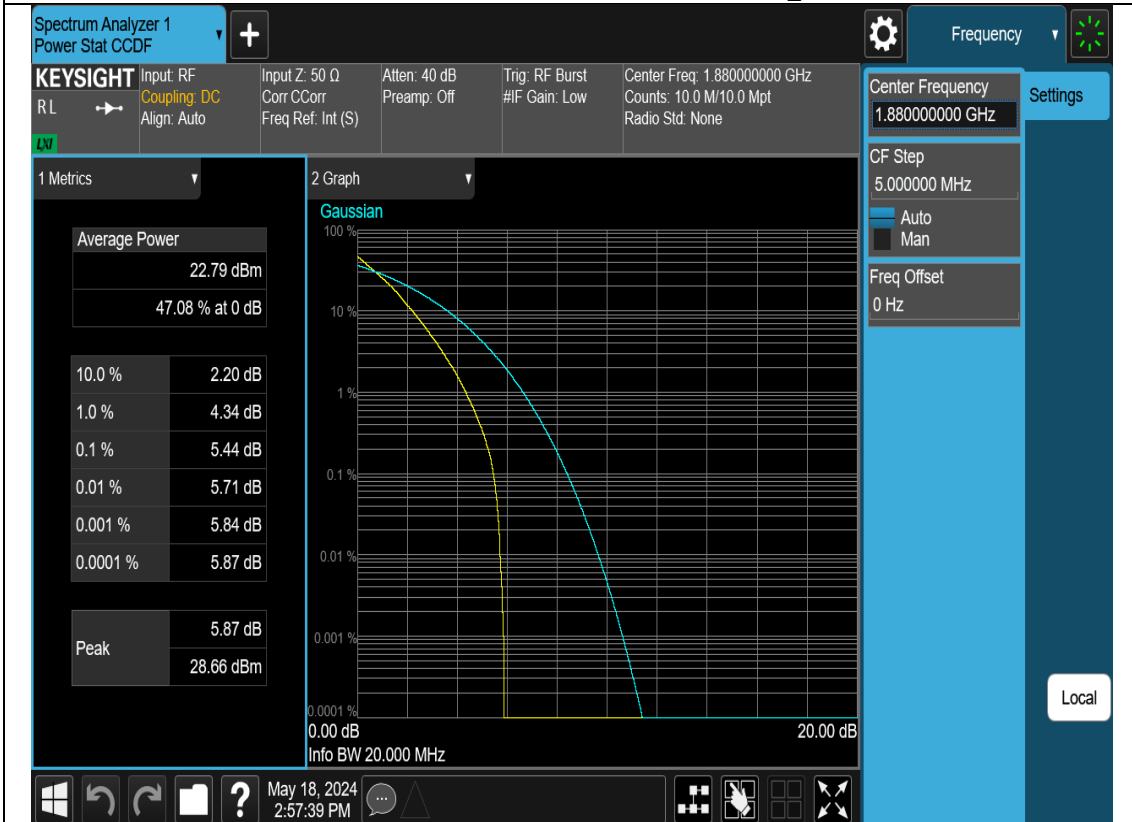 Spectrum Analyzer 1
Power Stat CCDF
+
Frequency
KEYSIGHT
RL
LXI
Input: RF
Coupling: DC
Align: Auto
Input Z: 50 Ω
Corr CCorr
Freq Ref: Int (S)
Atten: 40 dB
Preamp: Off
Trig: RF Burst
#IF Gain: Low
Center Freq: 1.880000000 GHz
Counts: 10.0 M/10.0 Mpt
Radio Std: None
Center Frequency
1.880000000 GHz
Settings
CF Step
5.000000 MHz
Auto
Man
Freq Offset
0 Hz
Local
1 Metrics
Average Power
22.79 dBm
47.08 % at 0 dB
10.0 % 2.20 dB
1.0 % 4.34 dB
0.1 % 5.44 dB
0.01 % 5.71 dB
0.001 % 5.84 dB
0.0001 % 5.87 dB
Peak
5.87 dB
28.66 dBm
2 Graph
Gaussian
100 %
10 %
1 %
0.1 %
0.01 %
0.001 %
0.0001 %
0.00 dB 20.00 dB
Info BW 20.000 MHz
?
May 18, 2024
2:57:39 PM